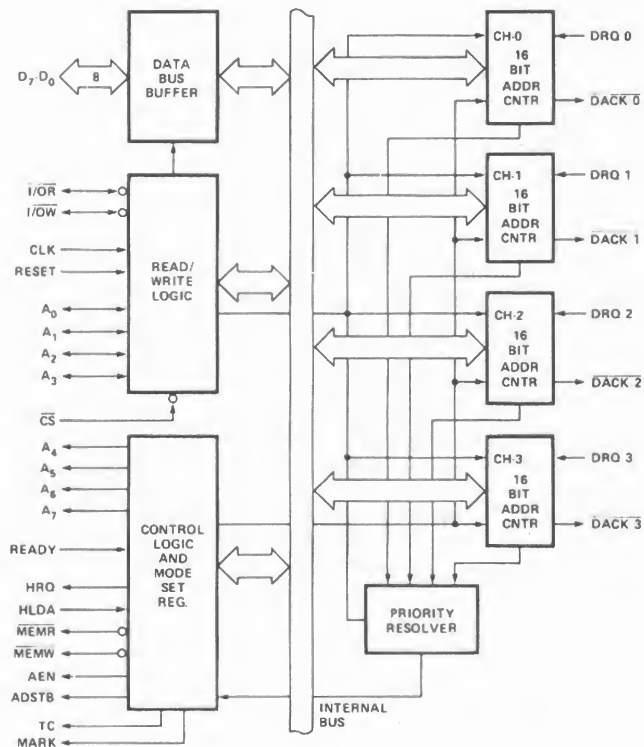 D7-D0
8
DATA
BUS
BUFFER
I/OR
I/OW
CLK
RESET
A0
A1
A2
A3
CS
READ/
WRITE
LOGIC
A4
A5
A6
A7
READY
HRQ
HLDA
MEMR
MEMW
AEN
ADSTB
TC
MARK
CONTROL
LOGIC
AND
MODE
SET
REG.
INTERNAL
BUS
CH-0
16
BIT
ADDR
CNTR
DRQ 0
DACK 0
CH-1
16
BIT
ADDR
CNTR
DRQ 1
DACK 1
CH-2
16
BIT
ADDR
CNTR
DRQ 2
DACK 2
CH-3
16
BIT
ADDR
CNTR
DRQ 3
DACK 3
PRIORITY
RESOLVER